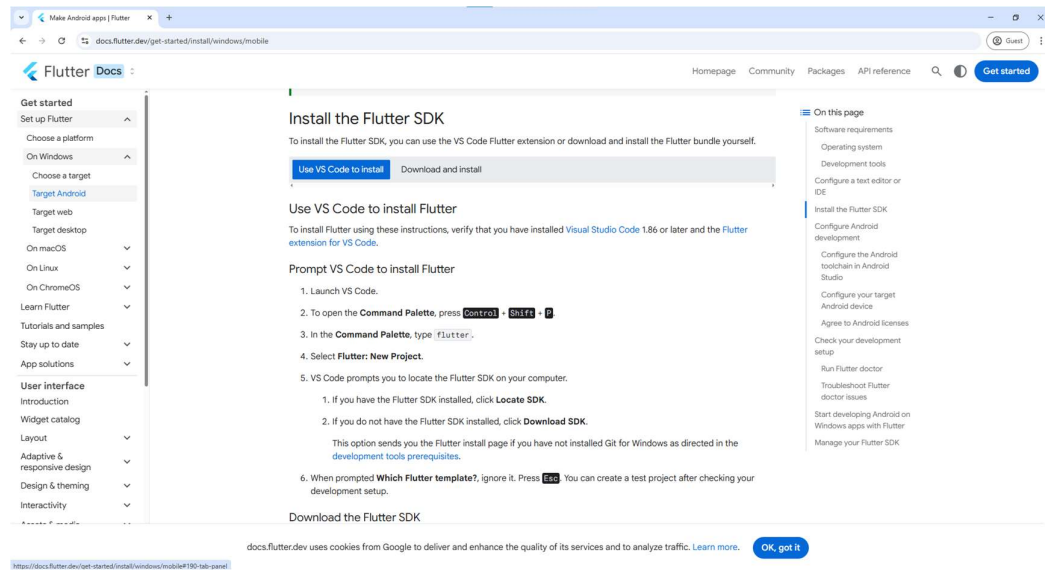 Make Android apps | Flutter
docs.flutter.dev/get-started/install/windows/mobile
Guest
Flutter Docs
Homepage Community Packages API reference
Get started
Get started
Set up Flutter
Choose a platform
On Windows
Choose a target
Target Android
Target web
Target desktop
On macOS
On Linux
On ChromeOS
Learn Flutter
Tutorials and samples
Stay up to date
App solutions
User interface
Introduction
Widget catalog
Layout
Adaptive &
responsive design
Design & theming
Interactivity
Install the Flutter SDK
To install the Flutter SDK, you can use the VS Code Flutter extension or download and install the Flutter bundle yourself.
Use VS Code to install Download and install
Use VS Code to install Flutter
To install Flutter using these instructions, verify that you have installed Visual Studio Code 1.86 or later and the Flutter
extension for VS Code.
Prompt VS Code to install Flutter
1. Launch VS Code.
2. To open the Command Palette, press Control + Shift + P.
3. In the Command Palette, type flutter.
4. Select Flutter: New Project.
5. VS Code prompts you to locate the Flutter SDK on your computer.
1. If you have the Flutter SDK installed, click Locate SDK.
2. If you do not have the Flutter SDK installed, click Download SDK.
This option sends you the Flutter install page if you have not installed Git for Windows as directed in the
development tools prerequisites.
6. When prompted Which Flutter template?, ignore it. Press Esc. You can create a test project after checking your
development setup.
Download the Flutter SDK
On this page
Software requirements
Operating system
Development tools
Configure a text editor or
IDE
Install the Flutter SDK
Configure Android
development
Configure the Android
toolchain in Android
Studio
Configure your target
Android device
Agree to Android licenses
Check your development
setup
Run Flutter doctor
Troubleshoot Flutter
doctor issues
Start developing Android on
Windows apps with Flutter
Manage your Flutter SDK
docs.flutter.dev uses cookies from Google to deliver and enhance the quality of its services and to analyze traffic. Learn more. OK, got it
https://docs.flutter.dev/get-started/install/windows/mobile#190-tab-panel